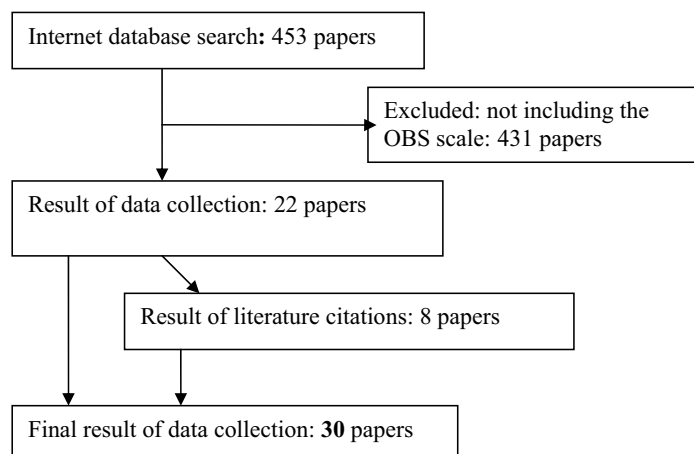 Internet database search: 453 papers
Excluded: not including the
OBS scale: 431 papers
Result of data collection: 22 papers
Result of literature citations: 8 papers
Final result of data collection: 30 papers